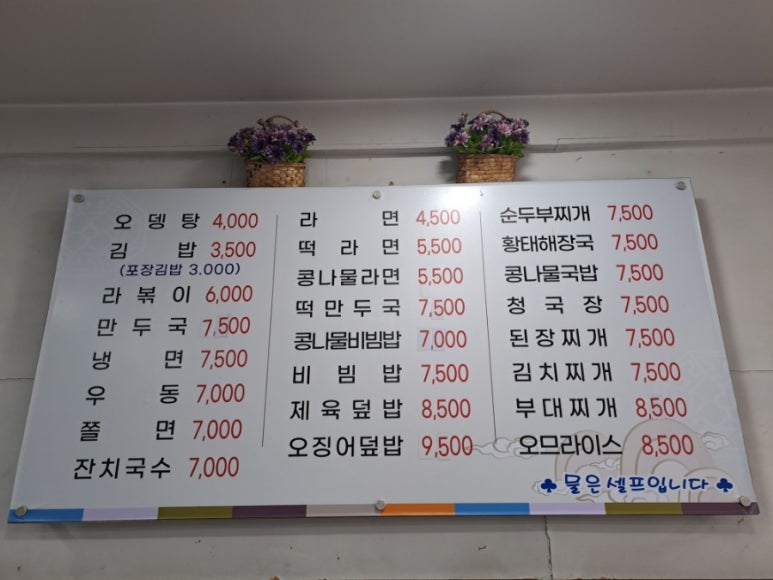 오뎅탕 4,000
김밥 3,500
(포장김밥 3.000)
라볶이 6,000
만두국 7,500
냉면 7,500
우동 7,000
쫄면 7,000
잔치국수 7,000
라면 4,500
떡라면 5,500
콩나물라면 5,500
떡만두국 7,500
콩나물비빔밥 7,000
비빔밥 7,500
제육덮밥 8,500
오징어덮밥 9,500
순두부찌개 7,500
황태해장국 7,500
콩나물국밥 7,500
청국장 7,500
된장찌개 7,500
김치찌개 7,500
부대찌개 8,500
오므라이스 8,500
♣ 물은 셀프입니다 ♣